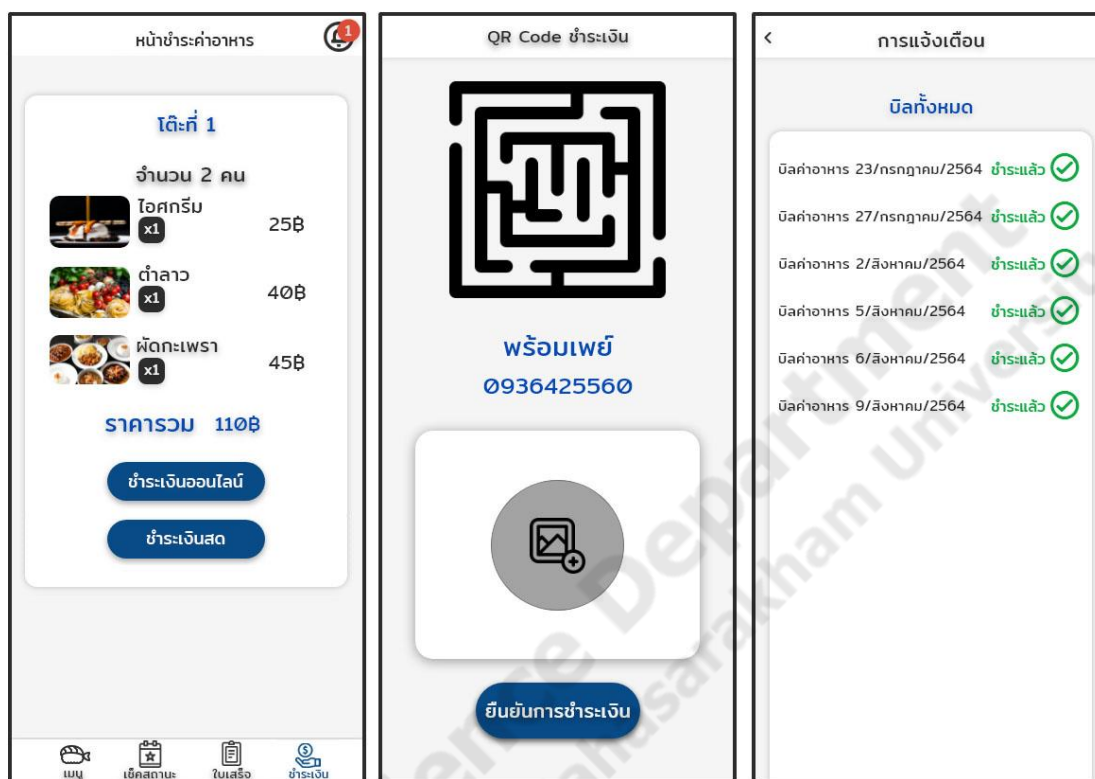 หน้าชำระค่าอาหาร
1
โต๊ะที่ 1
จำนวน 2 คน
ไอศกรีม
x1
25฿
ตำลาว
x1
40฿
ผัดกะเพรา
x1
45฿
ราคารวม 110฿
ชำระเงินออนไลน์
ชำระเงินสด
เมนู
เช็คสถานะ
ใบเสร็จ
ชำระเงิน
QR Code ชำระเงิน
พร้อมเพย์
0936425560
ยืนยันการชำระเงิน
<
การแจ้งเตือน
บิลทั้งหมด
บิลค่าอาหาร 23/กรกฎาคม/2564 ชำระแล้ว
บิลค่าอาหาร 27/กรกฎาคม/2564 ชำระแล้ว
บิลค่าอาหาร 2/สิงหาคม/2564 ชำระแล้ว
บิลค่าอาหาร 5/สิงหาคม/2564 ชำระแล้ว
บิลค่าอาหาร 6/สิงหาคม/2564 ชำระแล้ว
บิลค่าอาหาร 9/สิงหาคม/2564 ชำระแล้ว
Department